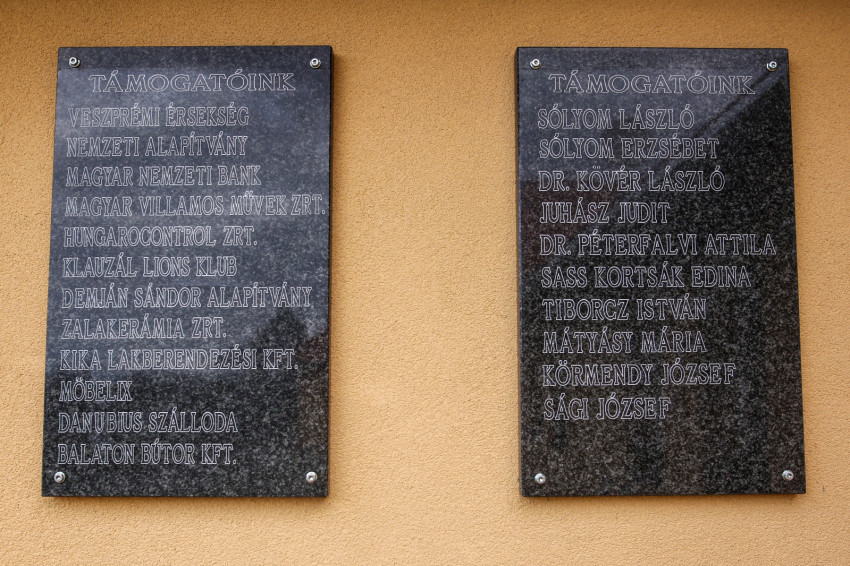 TÁMOGATÓINK
VESZPRÉMI ÉRSEKSÉG
NEMZETI ALAPÍTVÁNY
MAGYAR NEMZETI BANK
MAGYAR VILLAMOS MŰVEK ZRT.
HUNGAROCONTROL ZRT.
KLAUZÁL LIONS KLUB
DEMJÁN SÁNDOR ALAPÍTVÁNY
ZALAKERÁMIA ZRT.
KIKA LAKBERENDEZÉSI KFT.
MÖBELIX
DANUBIUS SZÁLLODA
BALATON BÚTOR KFT.
TÁMOGATÓINK
SÓLYOM LÁSZLÓ
SÓLYOM ERZSÉBET
DR. KÖVÉR LÁSZLÓ
JUHÁSZ JUDIT
DR. PÉTERFALVI ATTILA
SASS KORTSÁK EDINA
TIBORCZ ISTVÁN
MÁTYÁSY MÁRIA
KÖRMENDY JÓZSEF
SÁGI JÓZSEF